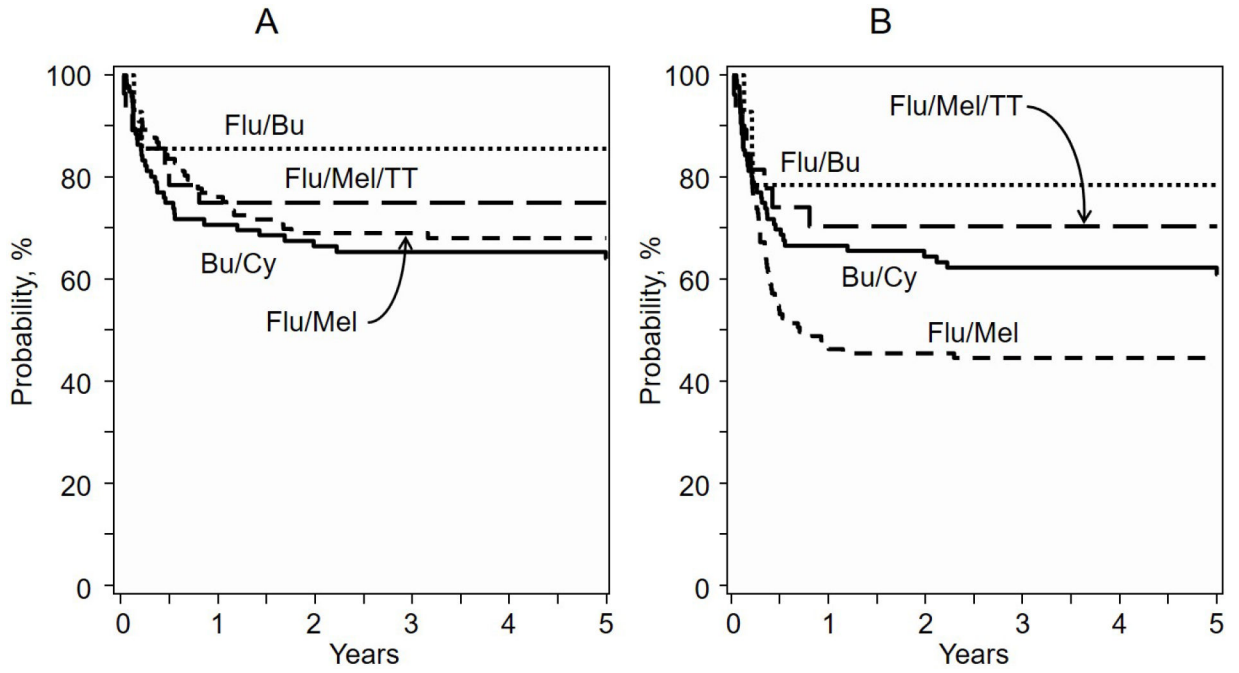 A
Probability, %
100
80
60
40
20
0
Flu/Bu
Flu/Mel/TT
Bu/Cy
Flu/Mel
0 1 2 3 4 5
Years
B
Probability, %
100
80
60
40
20
0
Flu/Mel/TT
Flu/Bu
Bu/Cy
Flu/Mel
0 1 2 3 4 5
Years